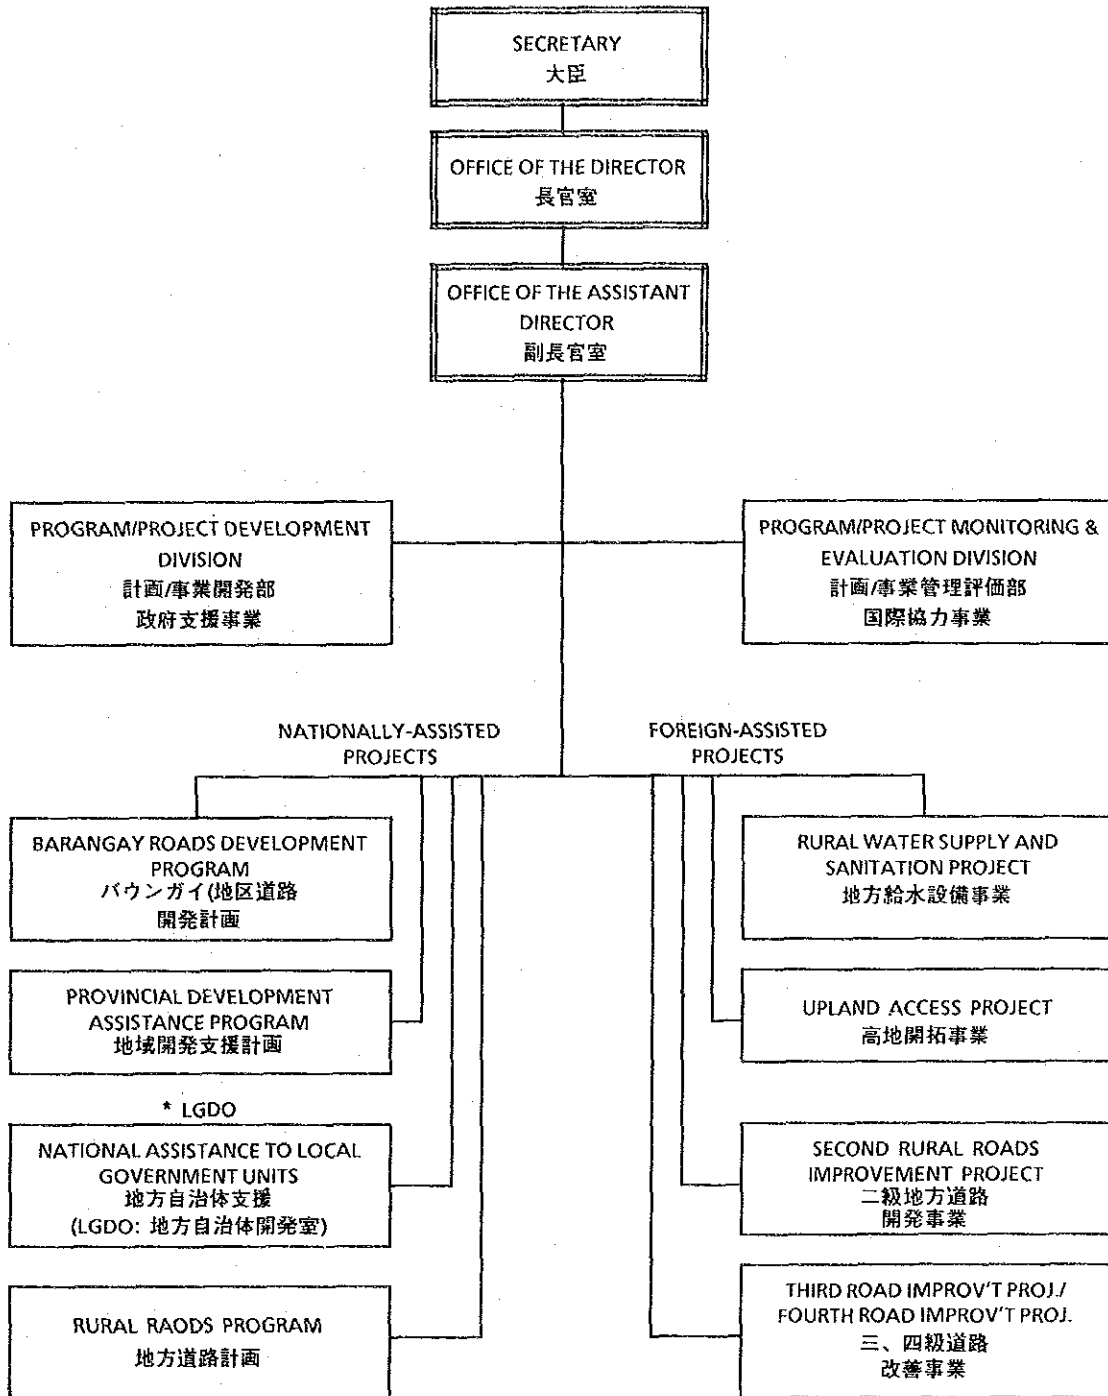 SECRETARY
大臣
OFFICE OF THE DIRECTOR
長官室
OFFICE OF THE ASSISTANT
DIRECTOR
副長官室
PROGRAM/PROJECT DEVELOPMENT
DIVISION
計画/事業開発部
政府支援事業
PROGRAM/PROJECT MONITORING &
EVALUATION DIVISION
計画/事業管理評価部
国際協力事業
NATIONALLY-ASSISTED
PROJECTS
FOREIGN-ASSISTED
PROJECTS
BARANGAY ROADS DEVELOPMENT
PROGRAM
バウンガイ(地区道路
開発計画
RURAL WATER SUPPLY AND
SANITATION PROJECT
地方給水設備事業
PROVINCIAL DEVELOPMENT
ASSISTANCE PROGRAM
地域開発支援計画
UPLAND ACCESS PROJECT
高地開拓事業
* LGDO
NATIONAL ASSISTANCE TO LOCAL
GOVERNMENT UNITS
地方自治体支援
(LGDO: 地方自治体開発室)
SECOND RURAL ROADS
IMPROVEMENT PROJECT
二級地方道路
開発事業
RURAL RAODS PROGRAM
地方道路計画
THIRD ROAD IMPROV'T PROJ./
FOURTH ROAD IMPROV'T PROJ.
三、四級道路
改善事業